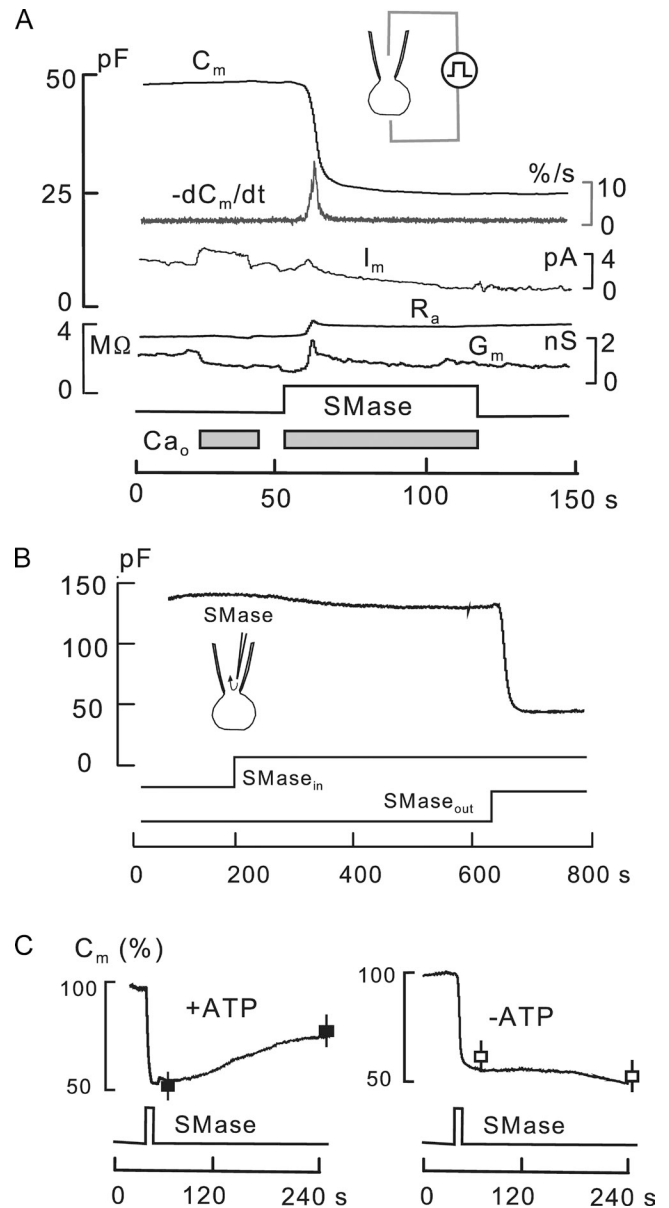 A
pF
50
Cm
25
-dCm/dt
%/s
10
0
Im
pA
4
0
0
Ra
4
MΩ
0
Gm
nS
2
0
SMase
Cao
0 50 100 150 s
B
pF
150
SMase
100
50
0
SMasein
SMaseout
0 200 400 600 800 s
C
Cm (%)
100
+ATP
50
SMase
0 120 240 s
100
-ATP
50
SMase
0 120 240 s